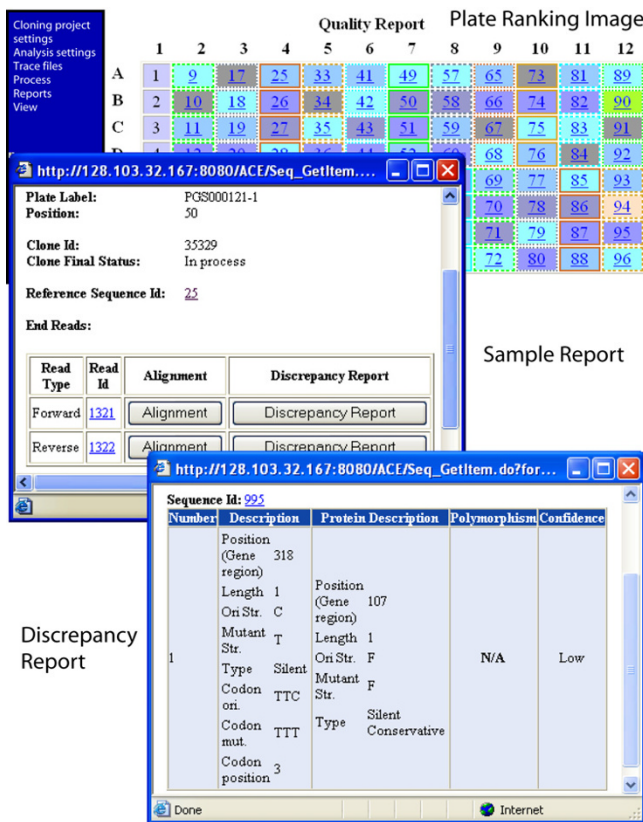 Cloning project
settings
Analysis settings
Trace files
Process
Reports
View
Quality Report
Plate Ranking Image
1 2 3 4 5 6 7 8 9 10 11 12
A 1 9 17 25 33 41 49 57 65 73 81 89
B 2 10 18 26 34 42 50 58 66 74 82 90
C 3 11 19 27 35 43 51 59 67 75 83 91
68 76 84 92
69 77 85 93
70 78 86 94
71 79 87 95
72 80 88 96
http://128.103.32.167:8080/ACE/Seq_GetItem....
Plate Label: PGS000121-1
Position: 50
Clone Id: 35329
Clone Final Status: In process
Reference Sequence Id: 25
End Reads:
Read Type Read Id Alignment Discrepancy Report
Forward 1321 Alignment Discrepancy Report
Reverse 1322 Alignment Discrepancy Report
Sample Report
http://128.103.32.167:8080/ACE/Seq_GetItem.do?for...
Sequence Id: 995
Number Description Protein Description Polymorphism Confidence
1
Position (Gene region) 318
Length 1
Ori Str. C
Mutant Str. T
Type Silent
Codon ori. TTC
Codon mut. TTT
Codon position 3
Position (Gene region) 107
Length 1
Ori Str. F
Mutant Str. F
Type Silent Conservative
N/A
Low
Discrepancy
Report
Done
Internet